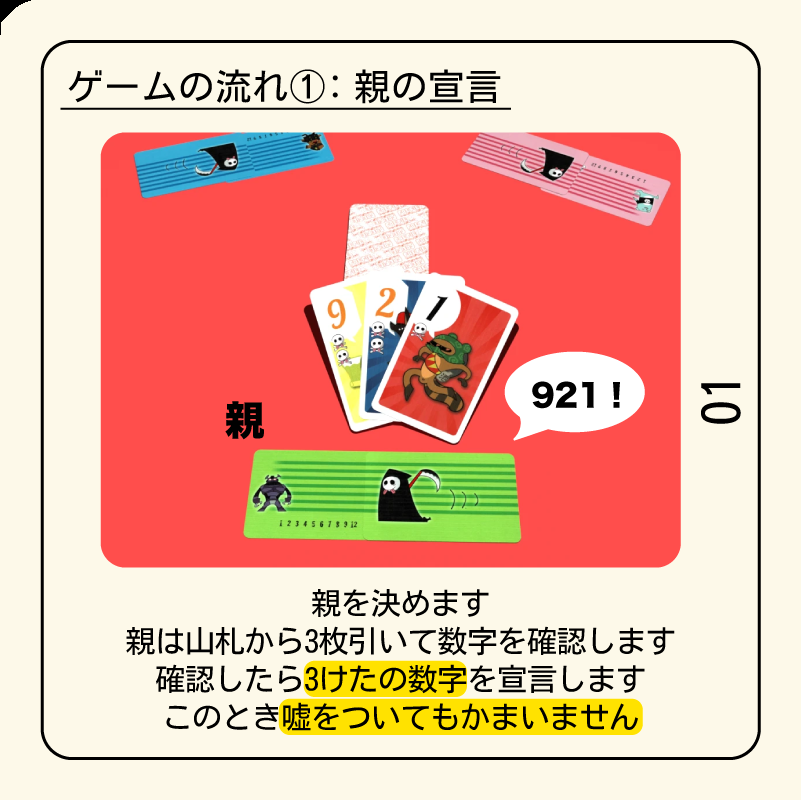 ゲームの流れ①: 親の宣言
9
2
1
921！
親
1 2 3 4 5 6 7 8 9 12
01
親を決めます
親は山札から3枚引いて数字を確認します
確認したら3けたの数字を宣言します
このとき嘘をついてもかまいません